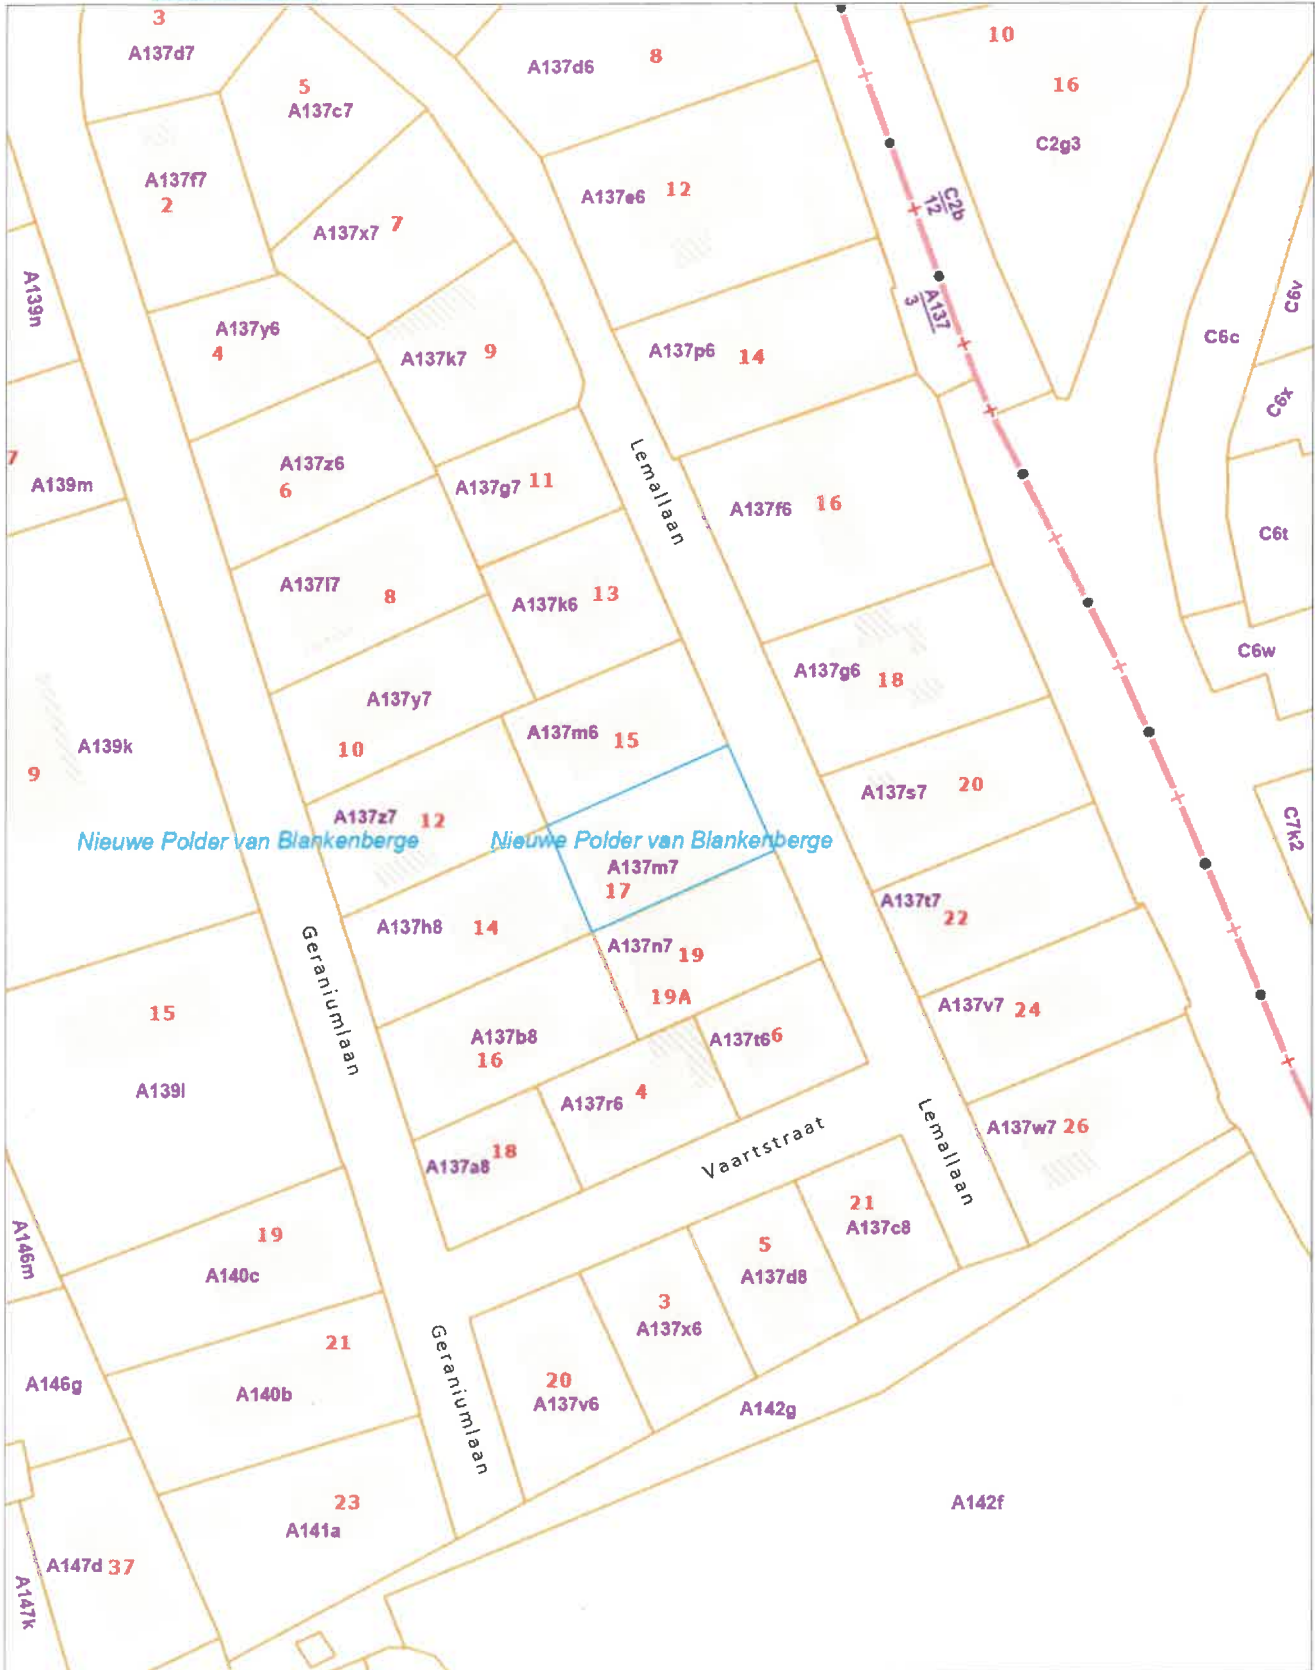 3
A137d7
5
A137c7
A137d6 8
10
16
C2g3
A137f7
2
A137x7 7
A137e6 12
C2b
12
A137
3
A139n
A137y6
4
A137k7 9
A137p6 14
C6c
C6v
C6x
7
A139m
A137z6
6
A137g7 11
Lemallaan
A137f6 16
C6t
A137l7
8
A137k6 13
C6w
A137g6
18
A137y7
10
A137m6
15
A139k
9
A137s7 20
A137z7 12
C7k2
Nieuwe Polder van Blankenberge
Nieuwe Polder van Blankenberge
A137m7
17
A137t7
22
A137h8 14
A137n7 19
19A
Geraniumlaan
15
A139l
A137b8
16
A137t6 6
A137v7 24
A137r6 4
A137a8 18
Vaartstraat
Lemallaan
A137w7 26
A146m
19
A140c
21
A137c8
5
A137d8
3
A137x6
21
A140b
A146g
Geraniumlaan
20
A137v6
A142g
A142f
23
A141a
A147d 37
A147k